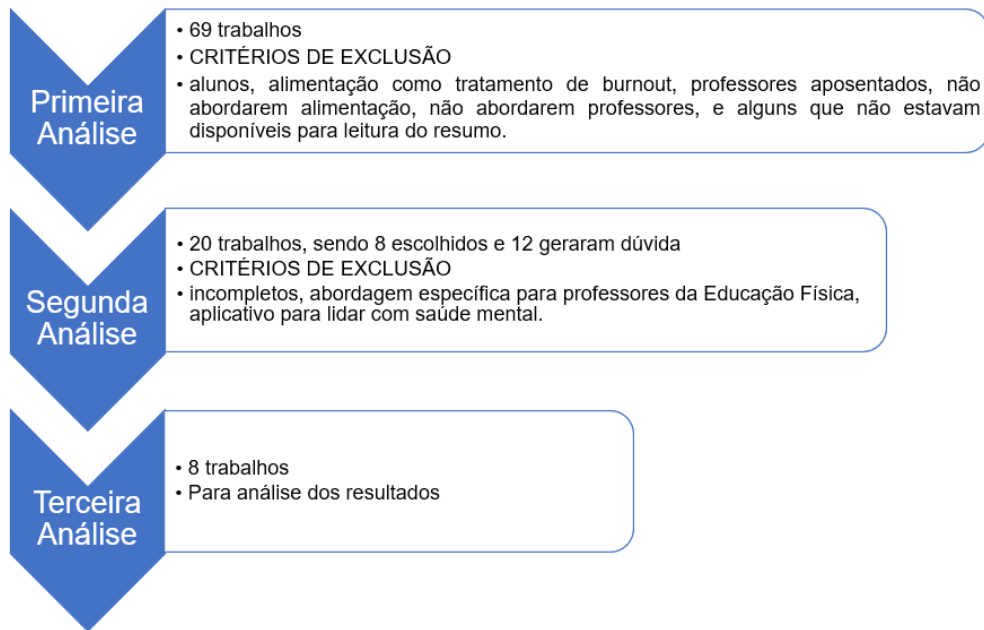 Primeira
Análise
• 69 trabalhos
• CRITÉRIOS DE EXCLUSÃO
• alunos, alimentação como tratamento de burnout, professores aposentados, não
abordarem alimentação, não abordarem professores, e alguns que não estavam
disponíveis para leitura do resumo.
Segunda
Análise
• 20 trabalhos, sendo 8 escolhidos e 12 geraram dúvida
• CRITÉRIOS DE EXCLUSÃO
• incompletos, abordagem específica para professores da Educação Física,
aplicativo para lidar com saúde mental.
Terceira
Análise
• 8 trabalhos
• Para análise dos resultados